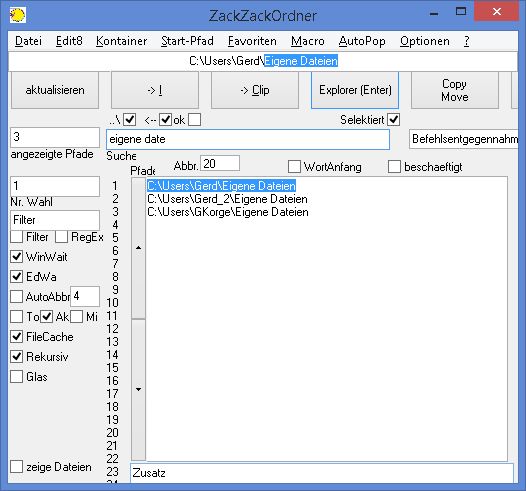 ZackZackOrdner
Datei Edit8 Kontainer Start-Pfad Favoriten Macro AutoPop Optionen ?
C:\Users\Gerd\Eigene Dateien
aktualisieren -> I -> Clip Explorer (Enter) Copy
Move
..\ <-- ok Selektiert
3 eigene date Befehlsentgegennahm
angezeigte Pfade Suche
Pfade Abbr. 20 WortAnfang beschaeftigt
1
Nr. Wahl
Filter
Filter RegEx
WinWait
EdWa
AutoAbbr 4
To Ak Mi
FileCache
Rekursiv
Glas
zeige Dateien
1 C:\Users\Gerd\Eigene Dateien
2 C:\Users\Gerd_2\Eigene Dateien
3 C:\Users\GKorge\Eigene Dateien
4
5
6
7
8
9
10
11
12
13
14
15
16
17
18
19
20
21
22
23 Zusatz